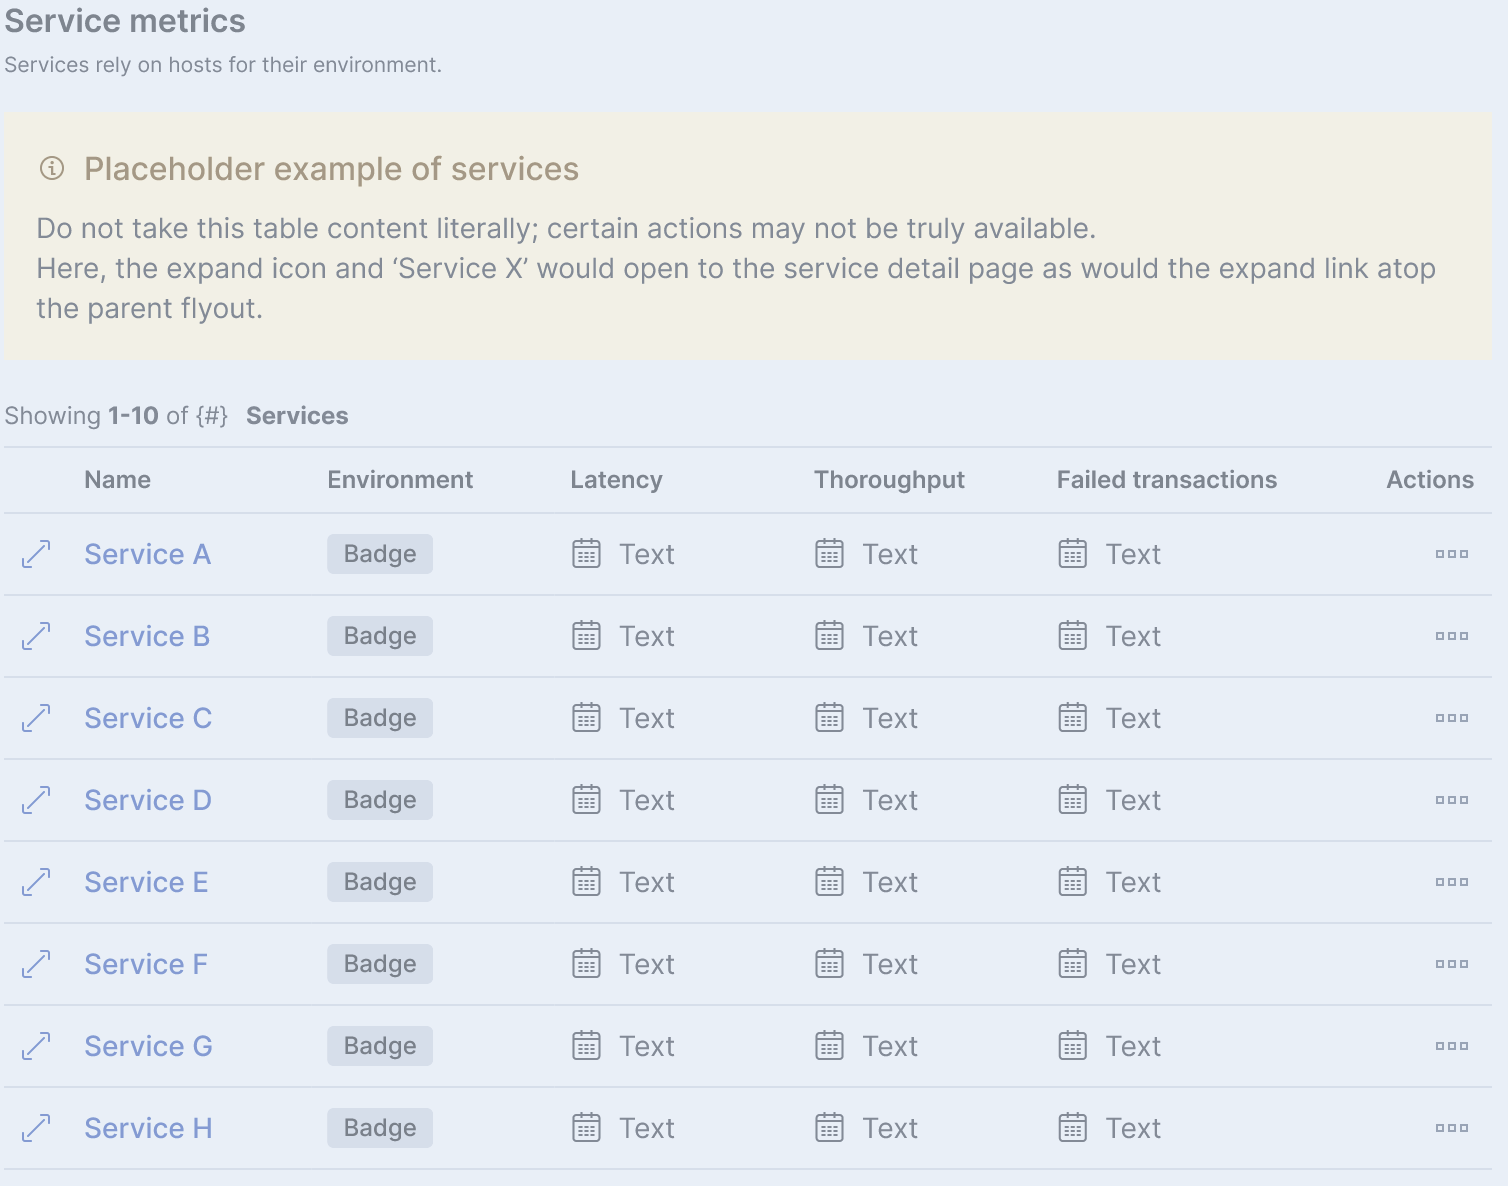 Service metrics
Services rely on hosts for their environment.
Placeholder example of services
Do not take this table content literally; certain actions may not be truly available.
Here, the expand icon and ‘Service X’ would open to the service detail page as would the expand link atop
the parent flyout.
Showing 1-10 of {#} Services
Name Environment Latency Thoroughput Failed transactions Actions
Service A Badge Text Text Text
Service B Badge Text Text Text
Service C Badge Text Text Text
Service D Badge Text Text Text
Service E Badge Text Text Text
Service F Badge Text Text Text
Service G Badge Text Text Text
Service H Badge Text Text Text